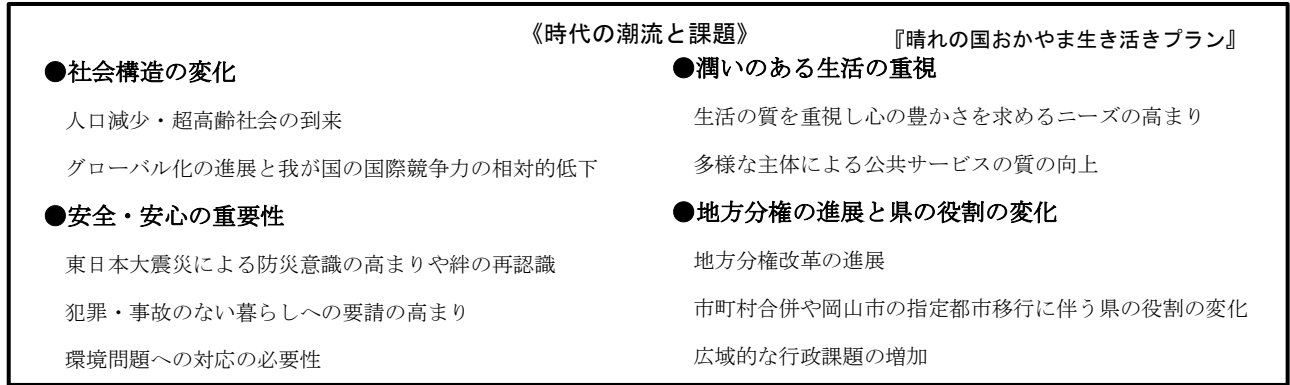 《時代の潮流と課題》
『晴れの国おかやま生き活きプラン』
●社会構造の変化
人口減少・超高齢社会の到来
グローバル化の進展と我が国の国際競争力の相対的低下
●安全・安心の重要性
東日本大震災による防災意識の高まりや絆の再認識
犯罪・事故のない暮らしへの要請の高まり
環境問題への対応の必要性
●潤いのある生活の重視
生活の質を重視し心の豊かさを求めるニーズの高まり
多様な主体による公共サービスの質の向上
●地方分権の進展と県の役割の変化
地方分権改革の進展
市町村合併や岡山市の指定都市移行に伴う県の役割の変化
広域的な行政課題の増加